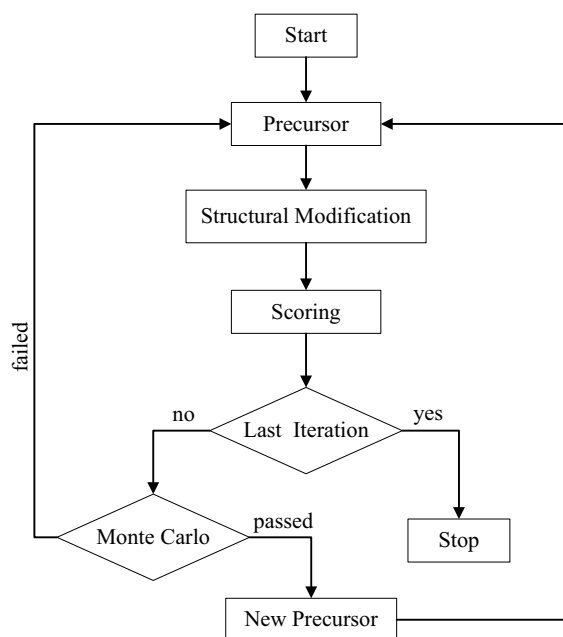 Start
Precursor
Structural Modification
Scoring
failed
Last Iteration
no
yes
Monte Carlo
passed
Stop
New Precursor